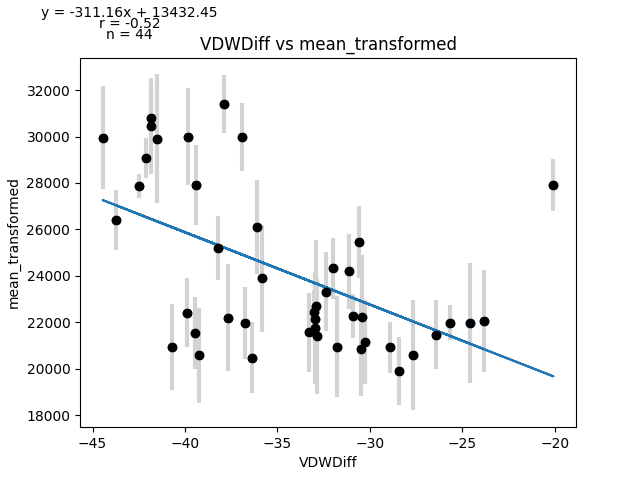 y = -311.16x + 13432.45
r = -0.52
n = 44
VDWDiff vs mean_transformed
mean_transformed
32000
30000
28000
26000
24000
22000
20000
18000
−45
−40
−35
−30
−25
−20
VDWDiff